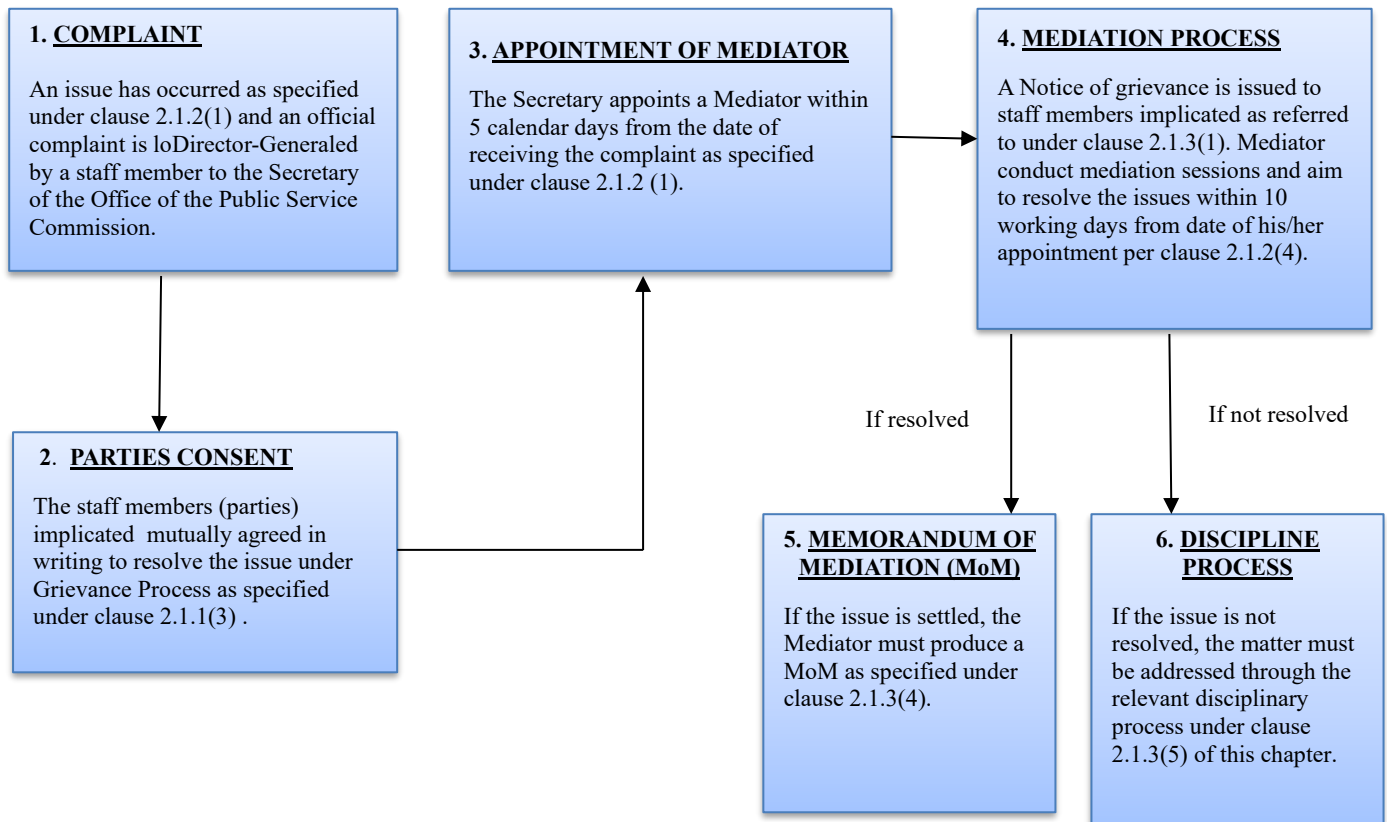 1. COMPLAINT
An issue has occurred as specified
under clause 2.1.2(1) and an official
complaint is loDirector-Generaled
by a staff member to the Secretary
of the Office of the Public Service
Commission.
2. PARTIES CONSENT
The staff members (parties)
implicated mutually agreed in
writing to resolve the issue under
Grievance Process as specified
under clause 2.1.1(3) .
3. APPOINTMENT OF MEDIATOR
The Secretary appoints a Mediator within
5 calendar days from the date of
receiving the complaint as specified
under clause 2.1.2 (1).
4. MEDIATION PROCESS
A Notice of grievance is issued to
staff members implicated as referred
to under clause 2.1.3(1). Mediator
conduct mediation sessions and aim
to resolve the issues within 10
working days from date of his/her
appointment per clause 2.1.2(4).
If resolved
If not resolved
5. MEMORANDUM OF
MEDIATION (MoM)
If the issue is settled, the
Mediator must produce a
MoM as specified under
clause 2.1.3(4).
6. DISCIPLINE
PROCESS
If the issue is not
resolved, the matter must
be addressed through the
relevant disciplinary
process under clause
2.1.3(5) of this chapter.